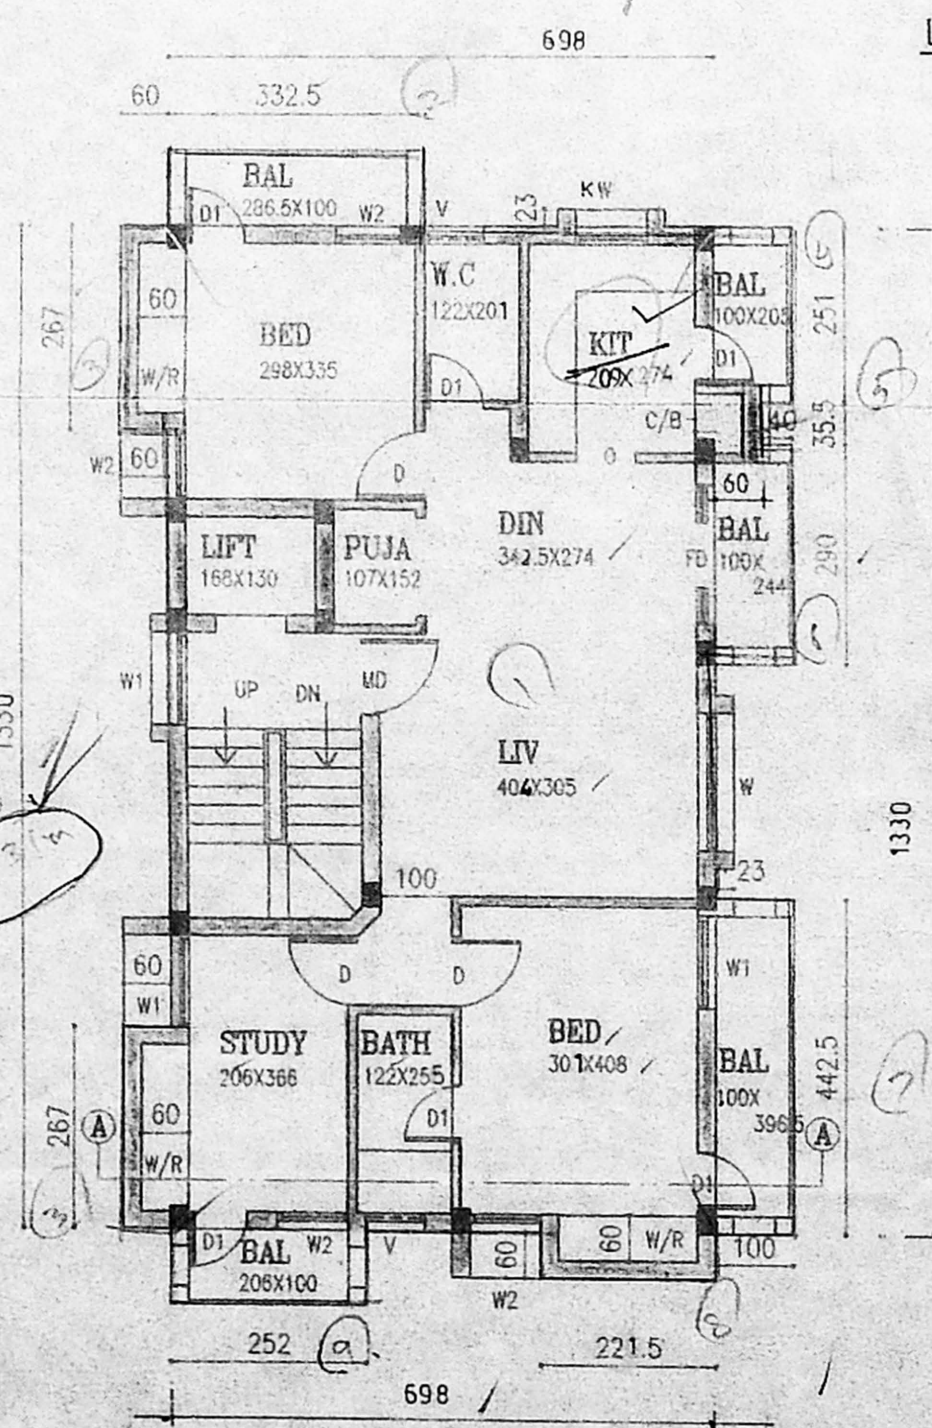 698
60 332.5
BAL
286.5X100
D1 W2 V 23 KW
W.C
122X201
BAL
60
267
BED
298X335
KIT
209X274
251
D1
W/R
D1
C/B
40
35.5
W2 60
D
O
60
DIN
342.5X274
BAL
100X
244
FD
290
LIFT
168X130
PUJA
107X152
W1
UP DN MD
LIV
404X305
W
1330
1330
100
23
60
W1
D D
W1
STUDY
206X366
BATH
122X255
BED
301X408
BAL
100X
396.5
442.5
267
A
60
D1
A
W/R
D1
D1
BAL
206X100
W2 V
60
60 W/R
100
W2
252 9.
221.5
698